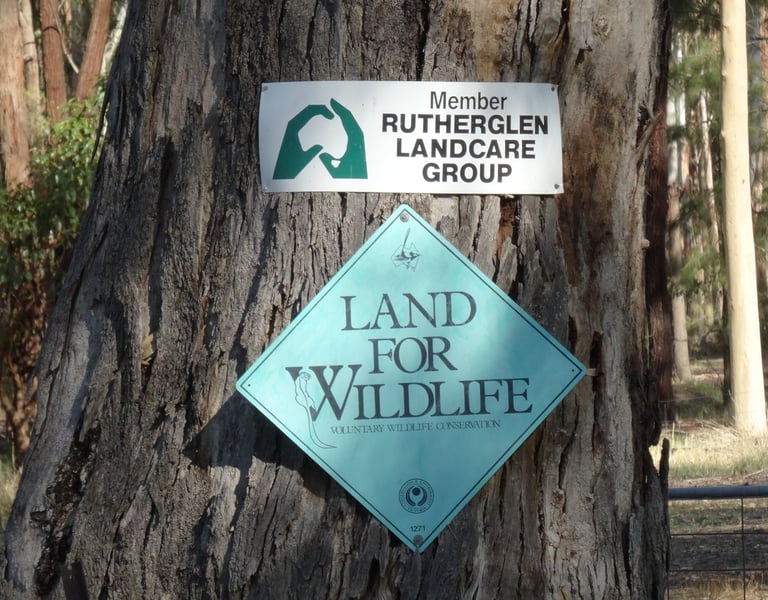 Member
RUTHERGLEN
LANDCARE
GROUP
LAND
FOR
WILDLIFE
VOLUNTARY WILDLIFE CONSERVATION
1271